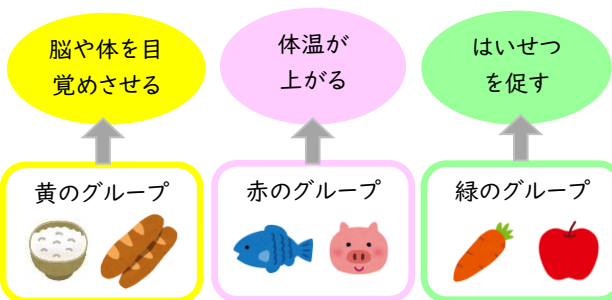 脳や体を目
覚めさせる
体温が
上がる
はいせつ
を促す
黄のグループ
赤のグループ
緑のグループ